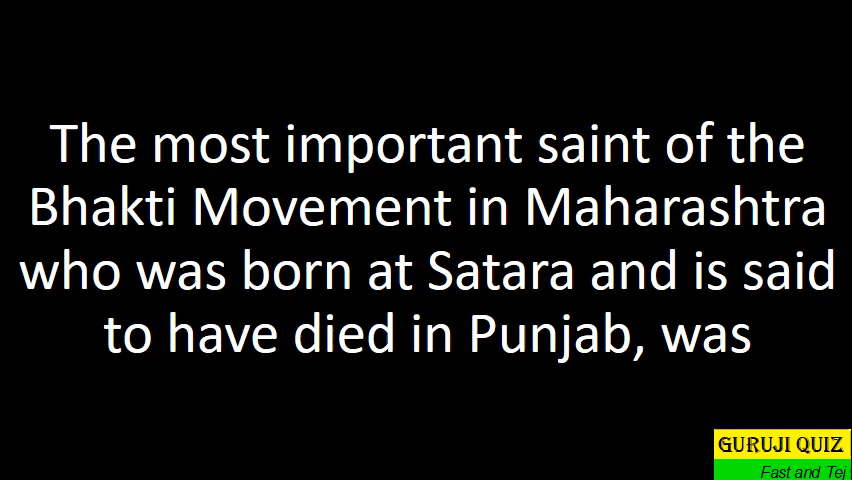 The most important saint of the
Bhakti Movement in Maharashtra
who was born at Satara and is said
to have died in Punjab, was
GURUJI QUIZ
Fast and Tej